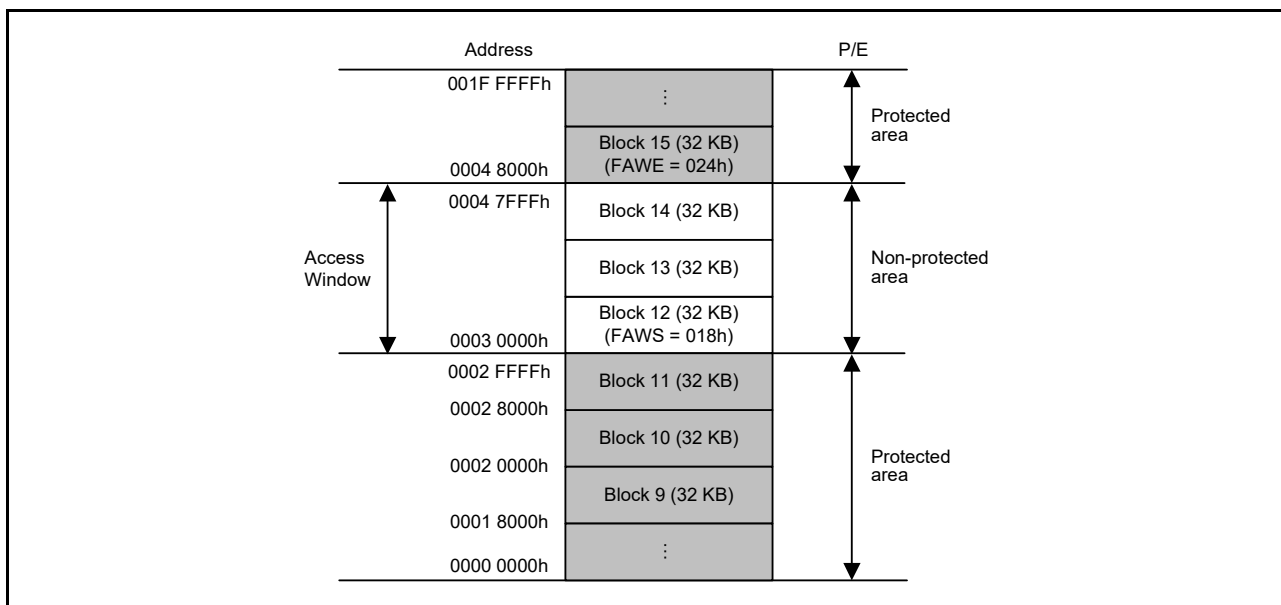 Address
P/E
001F FFFFh
⋮
Protected
area
Block 15 (32 KB)
(FAWE = 024h)
0004 8000h
0004 7FFFh
Block 14 (32 KB)
Access
Window
Block 13 (32 KB)
Non-protected
area
Block 12 (32 KB)
(FAWS = 018h)
0003 0000h
0002 FFFFh
Block 11 (32 KB)
0002 8000h
Block 10 (32 KB)
0002 0000h
Protected
area
Block 9 (32 KB)
0001 8000h
⋮
0000 0000h